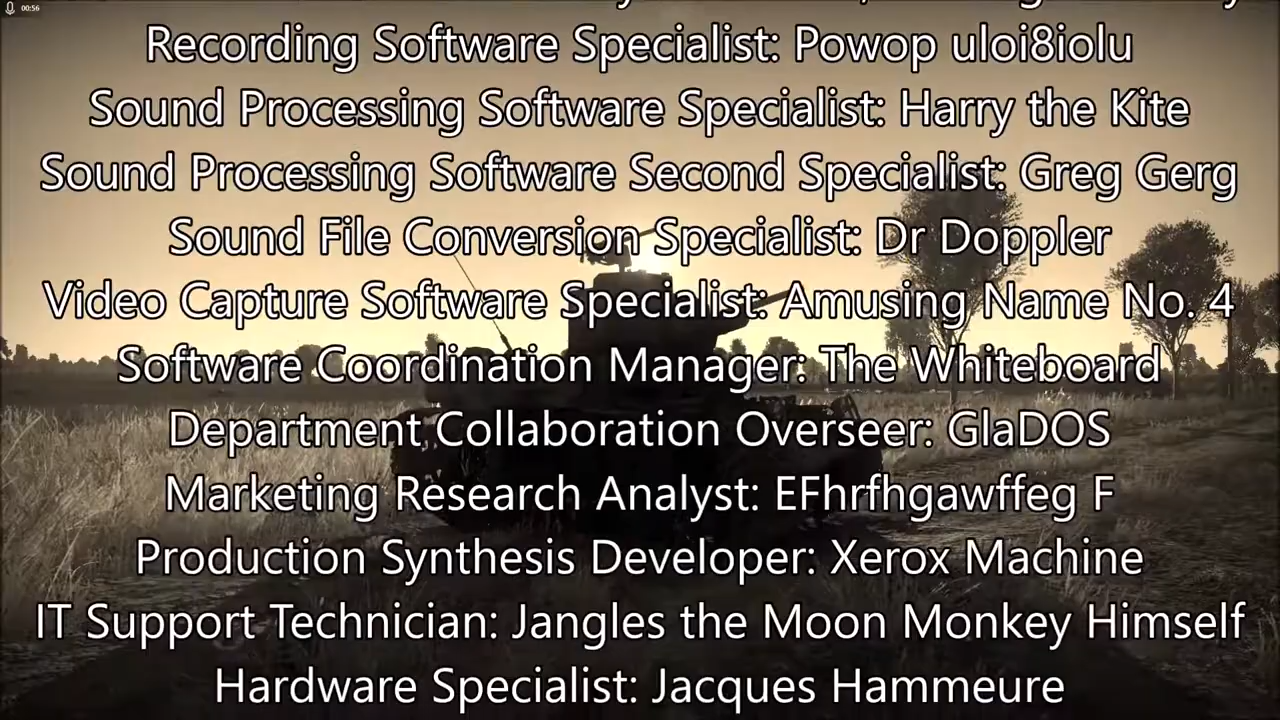 00:56
Recording Software Specialist: Powop uloi8iolu
Sound Processing Software Specialist: Harry the Kite
Sound Processing Software Second Specialist: Greg Gerg
Sound File Conversion Specialist: Dr Doppler
Video Capture Software Specialist: Amusing Name No. 4
Software Coordination Manager: The Whiteboard
Department Collaboration Overseer: GlaDOS
Marketing Research Analyst: EFhrfhgawffeg F
Production Synthesis Developer: Xerox Machine
IT Support Technician: Jangles the Moon Monkey Himself
Hardware Specialist: Jacques Hammeure